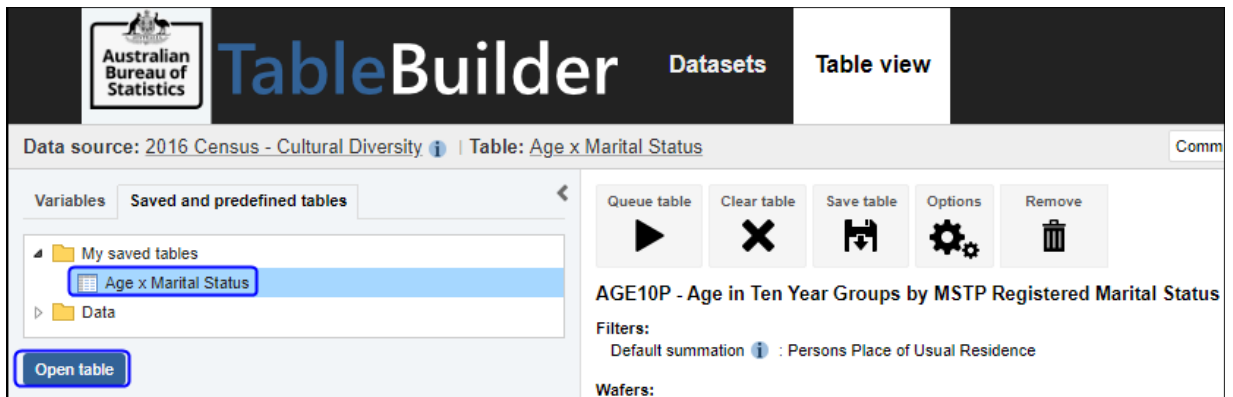 Australian
Bureau of
Statistics
TableBuilder
Datasets
Table view
Data source: 2016 Census - Cultural Diversity i | Table: Age x Marital Status
Comm
Variables
Saved and predefined tables
My saved tables
Age x Marital Status
Data
Open table
Queue table
Clear table
Save table
Options
Remove
AGE10P - Age in Ten Year Groups by MSTP Registered Marital Status
Filters:
Default summation i : Persons Place of Usual Residence
Wafers: